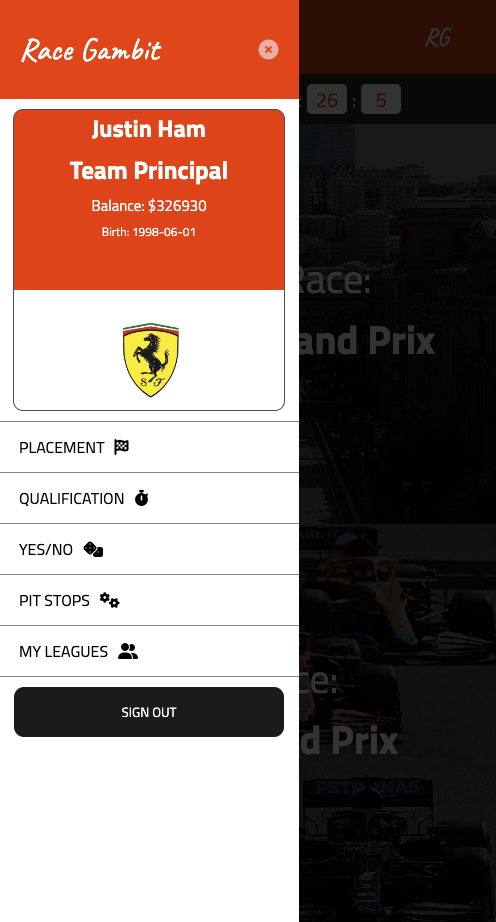 Race Gambit
RG
: 26 : 5
Justin Ham
Team Principal
Balance: $326930
Birth: 1998-06-01
Race:
and Prix
S F
PLACEMENT
QUALIFICATION
YES/NO
PIT STOPS
MY LEAGUES
ce:
SIGN OUT
d Prix
PETRONAS